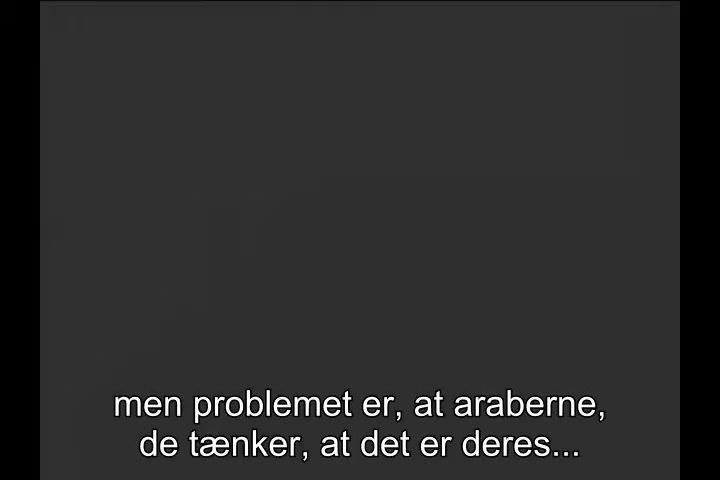 men problemet er, at araberne,
de tænker, at det er deres...